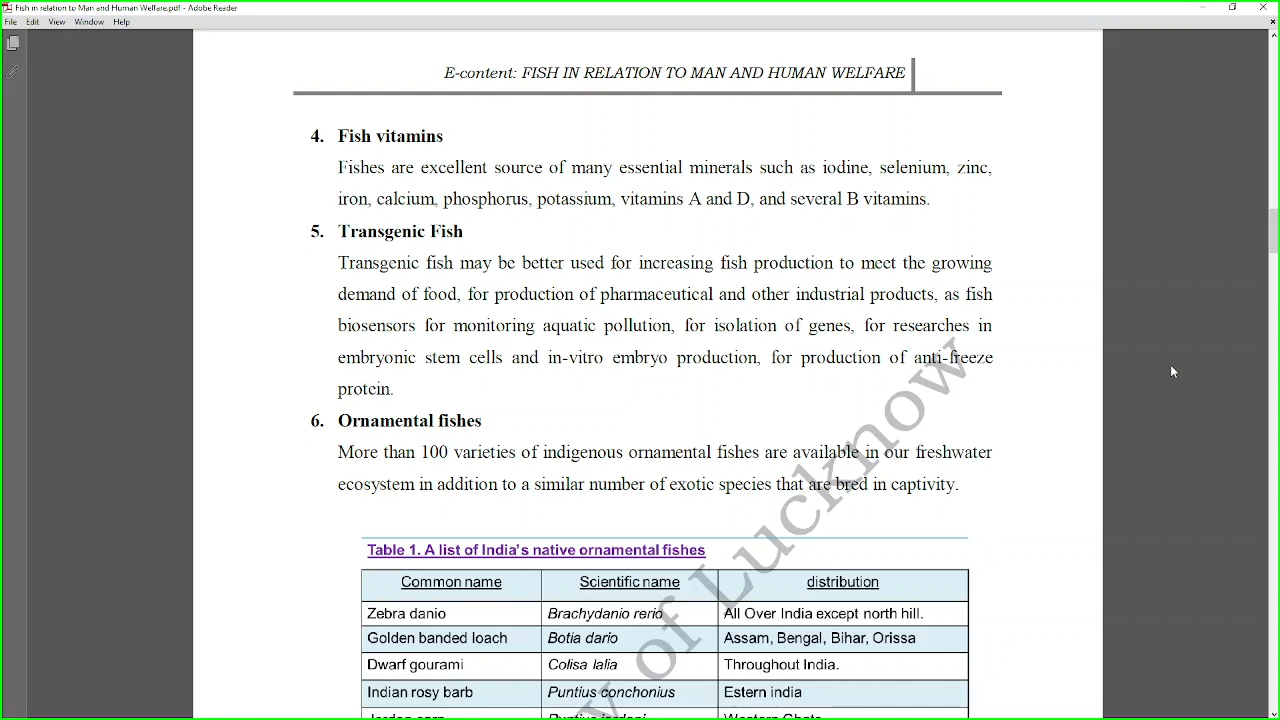 Fish in relation to Man and Human Welfare.pdf - Adobe Reader
File Edit View Window Help
E-content: FISH IN RELATION TO MAN AND HUMAN WELFARE
4. Fish vitamins
Fishes are excellent source of many essential minerals such as iodine, selenium, zinc,
iron, calcium, phosphorus, potassium, vitamins A and D, and several B vitamins.
5. Transgenic Fish
Transgenic fish may be better used for increasing fish production to meet the growing
demand of food, for production of pharmaceutical and other industrial products, as fish
biosensors for monitoring aquatic pollution, for isolation of genes, for researches in
embryonic stem cells and in-vitro embryo production, for production of anti-freeze
protein.
6. Ornamental fishes
More than 100 varieties of indigenous ornamental fishes are available in our freshwater
ecosystem in addition to a similar number of exotic species that are bred in captivity.
Table 1. A list of India's native ornamental fishes
Common name Scientific name distribution
Zebra danio Brachydanio rerio All Over India except north hill.
Golden banded loach Botia dario Assam, Bengal, Bihar, Orissa
Dwarf gourami Colisa lalia Throughout India.
Indian rosy barb Puntius conchonius Estern india
y of Lucknow